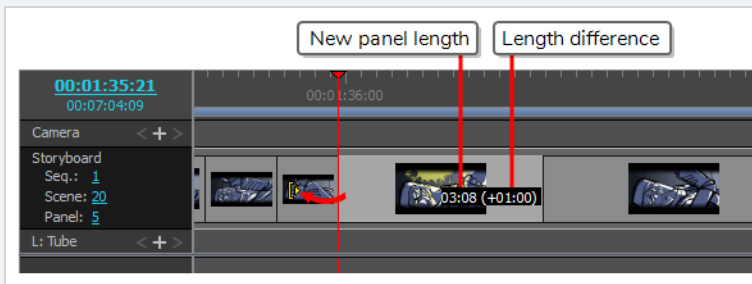 New panel length
Length difference
00:01:35:21
00:07:04:09
00:01:36:00
Camera < + >
Storyboard
Seq.: 1
Scene: 20
Panel: 5
03:08 (+01:00)
L: Tube < + >